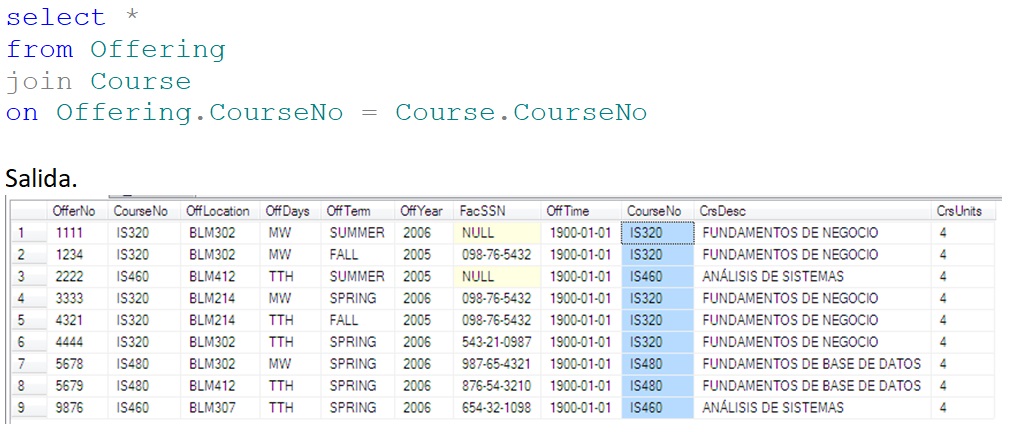 select *
from Offering
join Course
on Offering.CourseNo = Course.CourseNo
Salida.
OfferNo CourseNo OffLocation OffDays OffTerm OffYear FacSSN OffTime CourseNo CrsDesc CrsUnits
1 1111 IS320 BLM302 MW SUMMER 2006 NULL 1900-01-01 IS320 FUNDAMENTOS DE NEGOCIO 4
2 1234 IS320 BLM302 MW FALL 2005 098-76-5432 1900-01-01 IS320 FUNDAMENTOS DE NEGOCIO 4
3 2222 IS460 BLM412 TTH SUMMER 2005 NULL 1900-01-01 IS460 ANÁLISIS DE SISTEMAS 4
4 3333 IS320 BLM214 MW SPRING 2006 098-76-5432 1900-01-01 IS320 FUNDAMENTOS DE NEGOCIO 4
5 4321 IS320 BLM214 TTH FALL 2005 098-76-5432 1900-01-01 IS320 FUNDAMENTOS DE NEGOCIO 4
6 4444 IS320 BLM302 TTH SPRING 2006 543-21-0987 1900-01-01 IS320 FUNDAMENTOS DE NEGOCIO 4
7 5678 IS480 BLM302 MW SPRING 2006 987-65-4321 1900-01-01 IS480 FUNDAMENTOS DE BASE DE DATOS 4
8 5679 IS480 BLM412 TTH SPRING 2006 876-54-3210 1900-01-01 IS480 FUNDAMENTOS DE BASE DE DATOS 4
9 9876 IS460 BLM307 TTH SPRING 2006 654-32-1098 1900-01-01 IS460 ANÁLISIS DE SISTEMAS 4